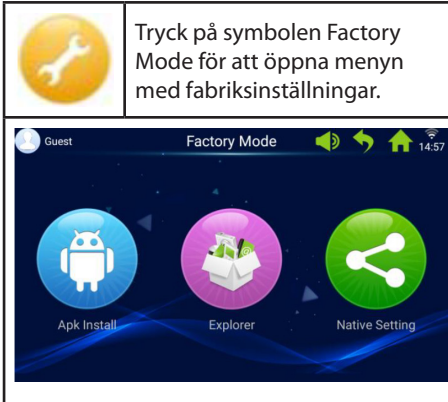 Tryck på symbolen Factory
Mode för att öppna menyn
med fabriksinställningar.
Guest Factory Mode 14:57
Apk Install Explorer Native Setting